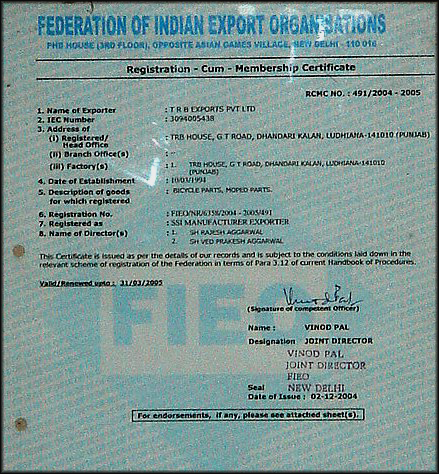 FEDERATION OF INDIAN EXPORT ORGANISATIONS
PHD HOUSE (3RD FLOOR), OPPOSITE ASIAN GAMES VILLAGE, NEW DELHI - 110 016
Registration - Cum - Membership Certificate
RCMC NO. : 491/2004 - 2005
1. Name of Exporter : T R B EXPORTS PVT LTD
2. IEC Number : 3094005438
3. Address of
(i) Registered/ : TRB HOUSE, G T ROAD, DHANDARI KALAN, LUDHIANA-141010 (PUNJAB)
Head Office
(ii) Branch Office(s) : -
(iii) Factory(s) : 1. TRB HOUSE, G T ROAD, DHANDARI KALAN, LUDHIANA-141010
(PUNJAB)
4. Date of Establishment : 10/03/1994
5. Description of goods : BICYCLE PARTS, MOPED PARTS.
for which registered
6. Registration No. : FIEO/NR/6358/2004 - 2005/491
7. Registered as : SSI MANUFACTURER EXPORTER
8. Name of Director(s) : 1. SH RAJESH AGGARWAL
2. SH VED PRAKESH AGGARWAL
This Certificate is issued as per the details of our records and is subject to the conditions laid down in the
relevant scheme of registration of the Federation in terms of Para 3.12 of current Handbook of Procedures.
Valid/Renewed upto : 31/03/2005
Vinod Pal
(Signature of competent Officer)
FIEO
Name : VINOD PAL
Designation JOINT DIRECTOR
VINOD PAL
JOINT DIRECTOR
FIEO
Seal NEW DELHI
Date of Issue : 02-12-2004
For endorsements, if any, please see attached sheet(s).